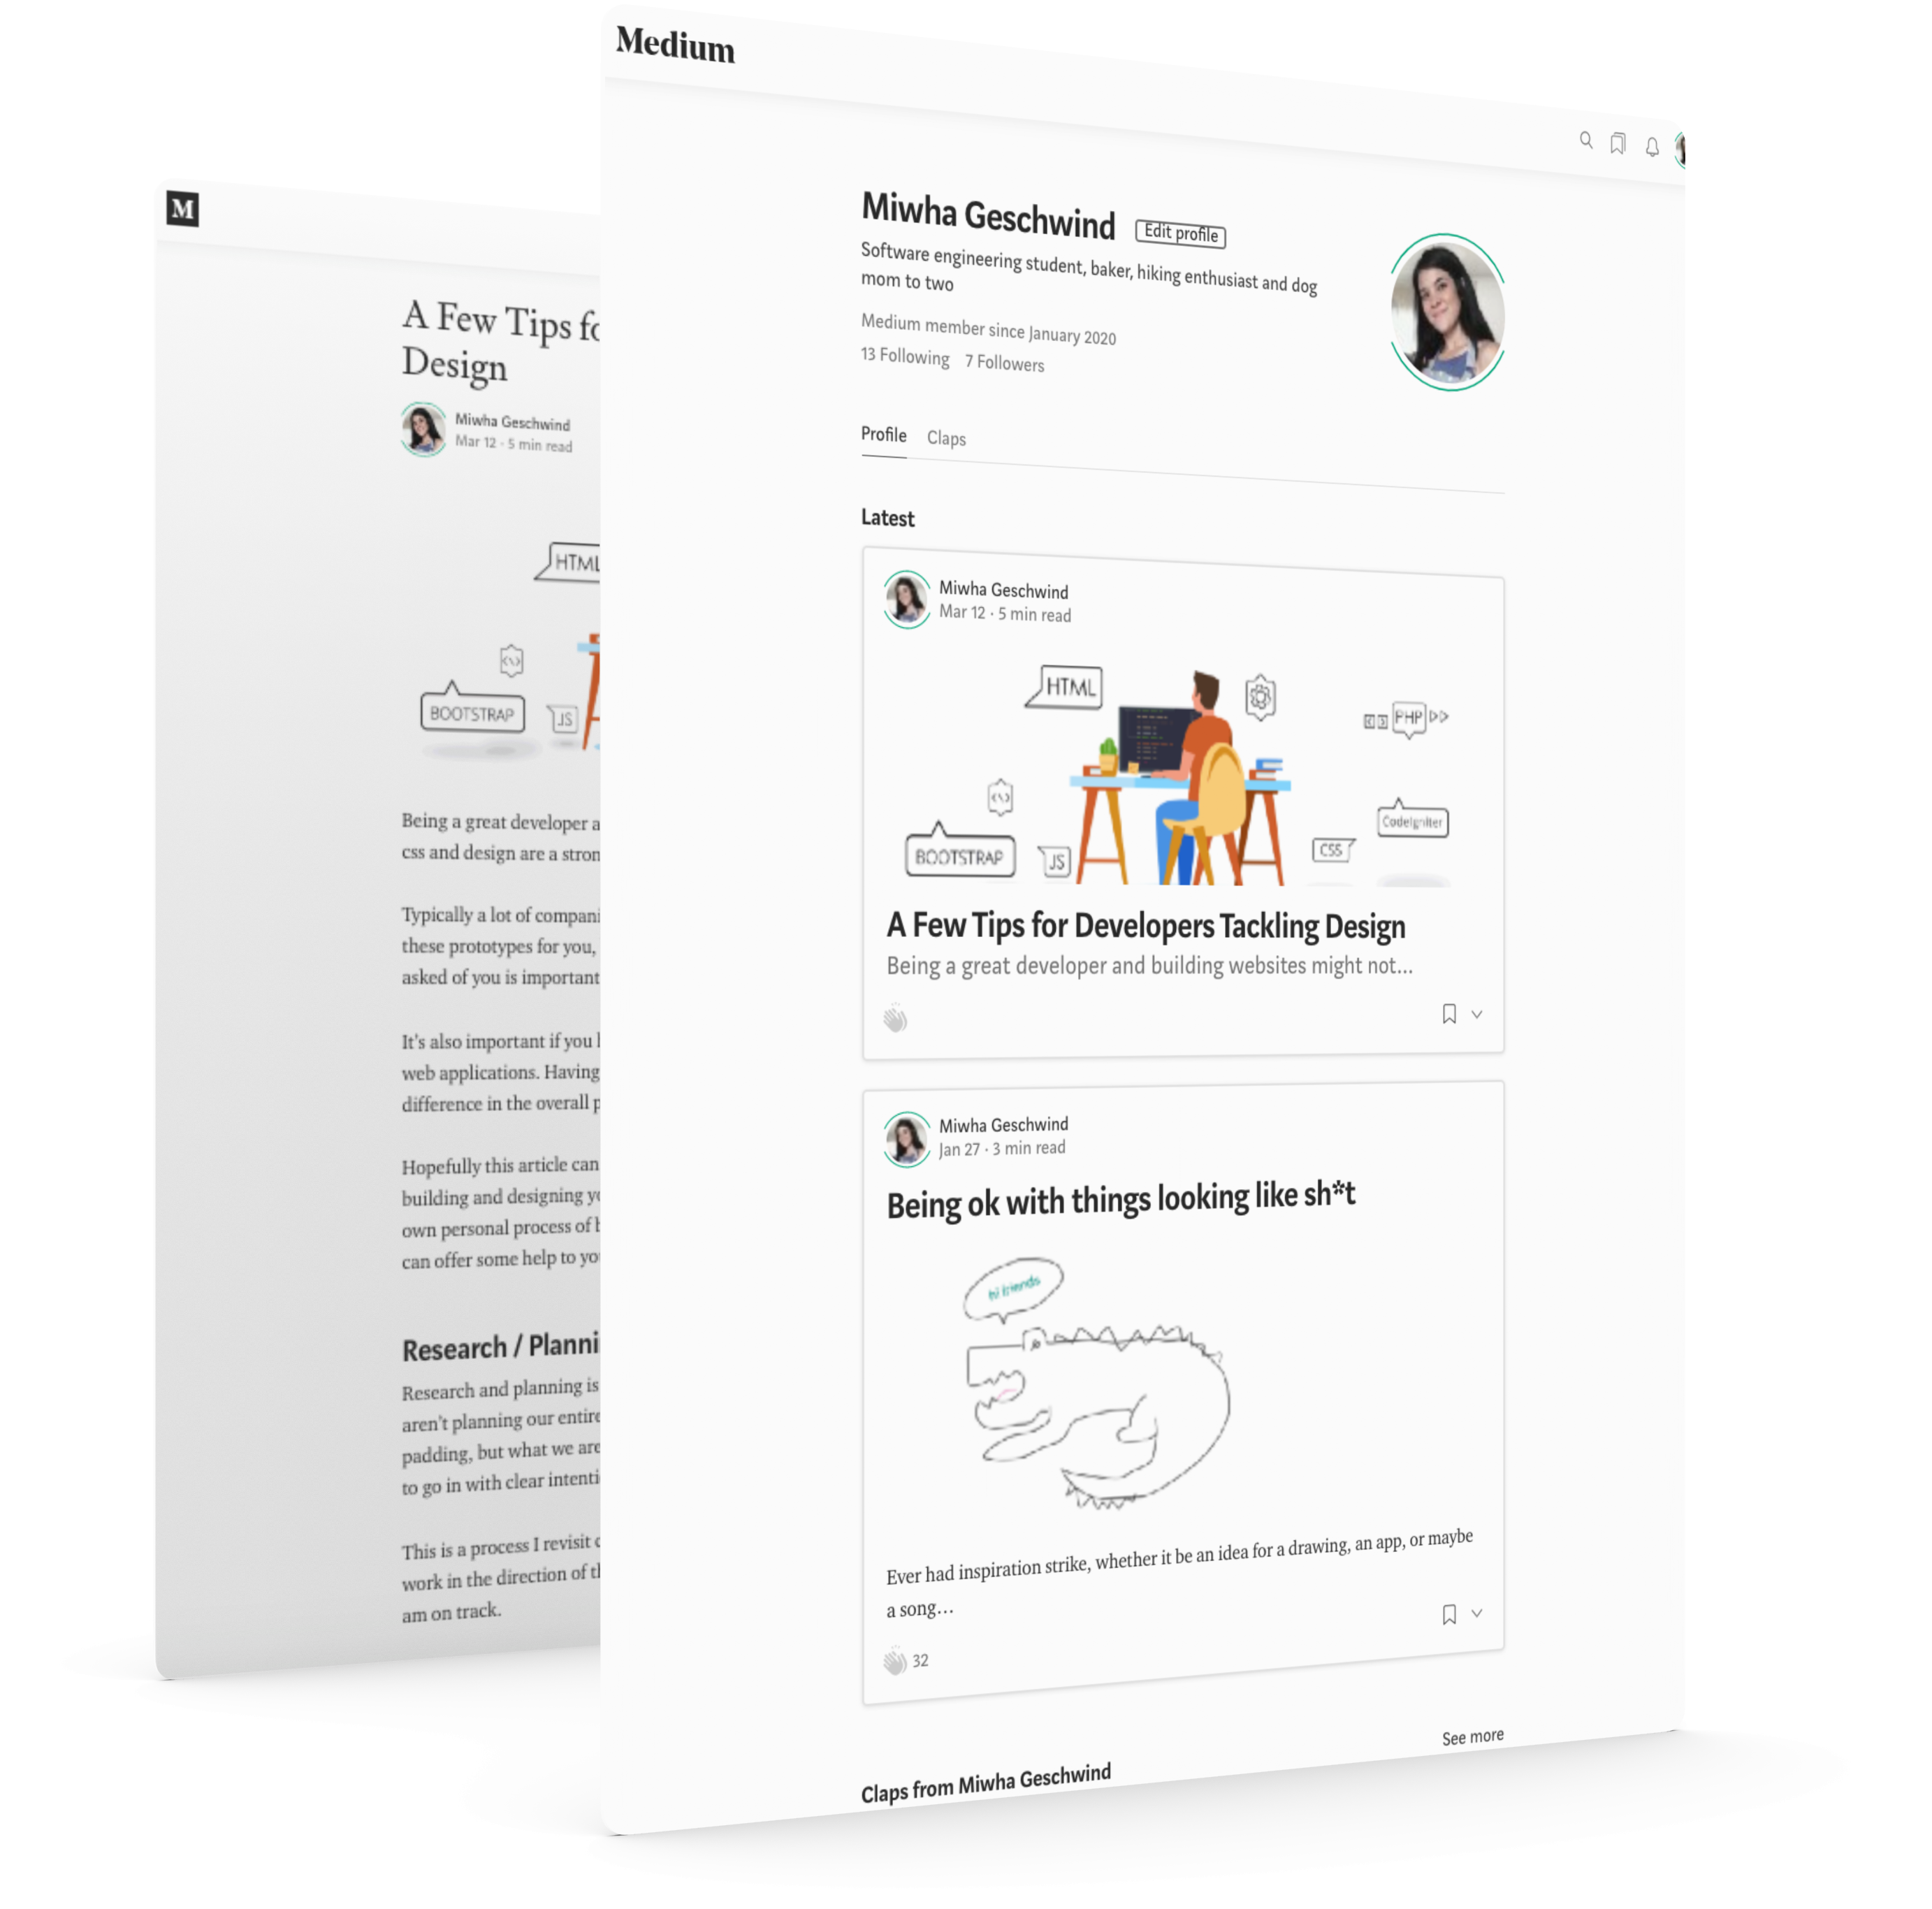 M
A Few Tips fo
Design
Miwha Geschwind
Mar 12 · 5 min read
HTML
BOOTSTRAP
JS
Being a great developer a
css and design are a stron
Typically a lot of compani
these prototypes for you,
asked of you is important
It's also important if you
web applications. Having
difference in the overall p
Hopefully this article can
building and designing yo
own personal process of b
can offer some help to you
Research / Planni
Research and planning is
aren't planning our entire
padding, but what we are
to go in with clear intenti
This is a process I revisit
work in the direction of th
am on track.
Medium
Miwha Geschwind
Edit profile
Software engineering student, baker, hiking enthusiast and dog
mom to two
Medium member since January 2020
13 Following 7 Followers
Profile Claps
Latest
Miwha Geschwind
Mar 12 · 5 min read
HTML
PHP
CodeIgniter
BOOTSTRAP
JS
CSS
A Few Tips for Developers Tackling Design
Being a great developer and building websites might not...
Miwha Geschwind
Jan 27 · 3 min read
Being ok with things looking like sh*t
hi friends
Ever had inspiration strike, whether it be an idea for a drawing, an app, or maybe
a song...
32
See more
Claps from Miwha Geschwind